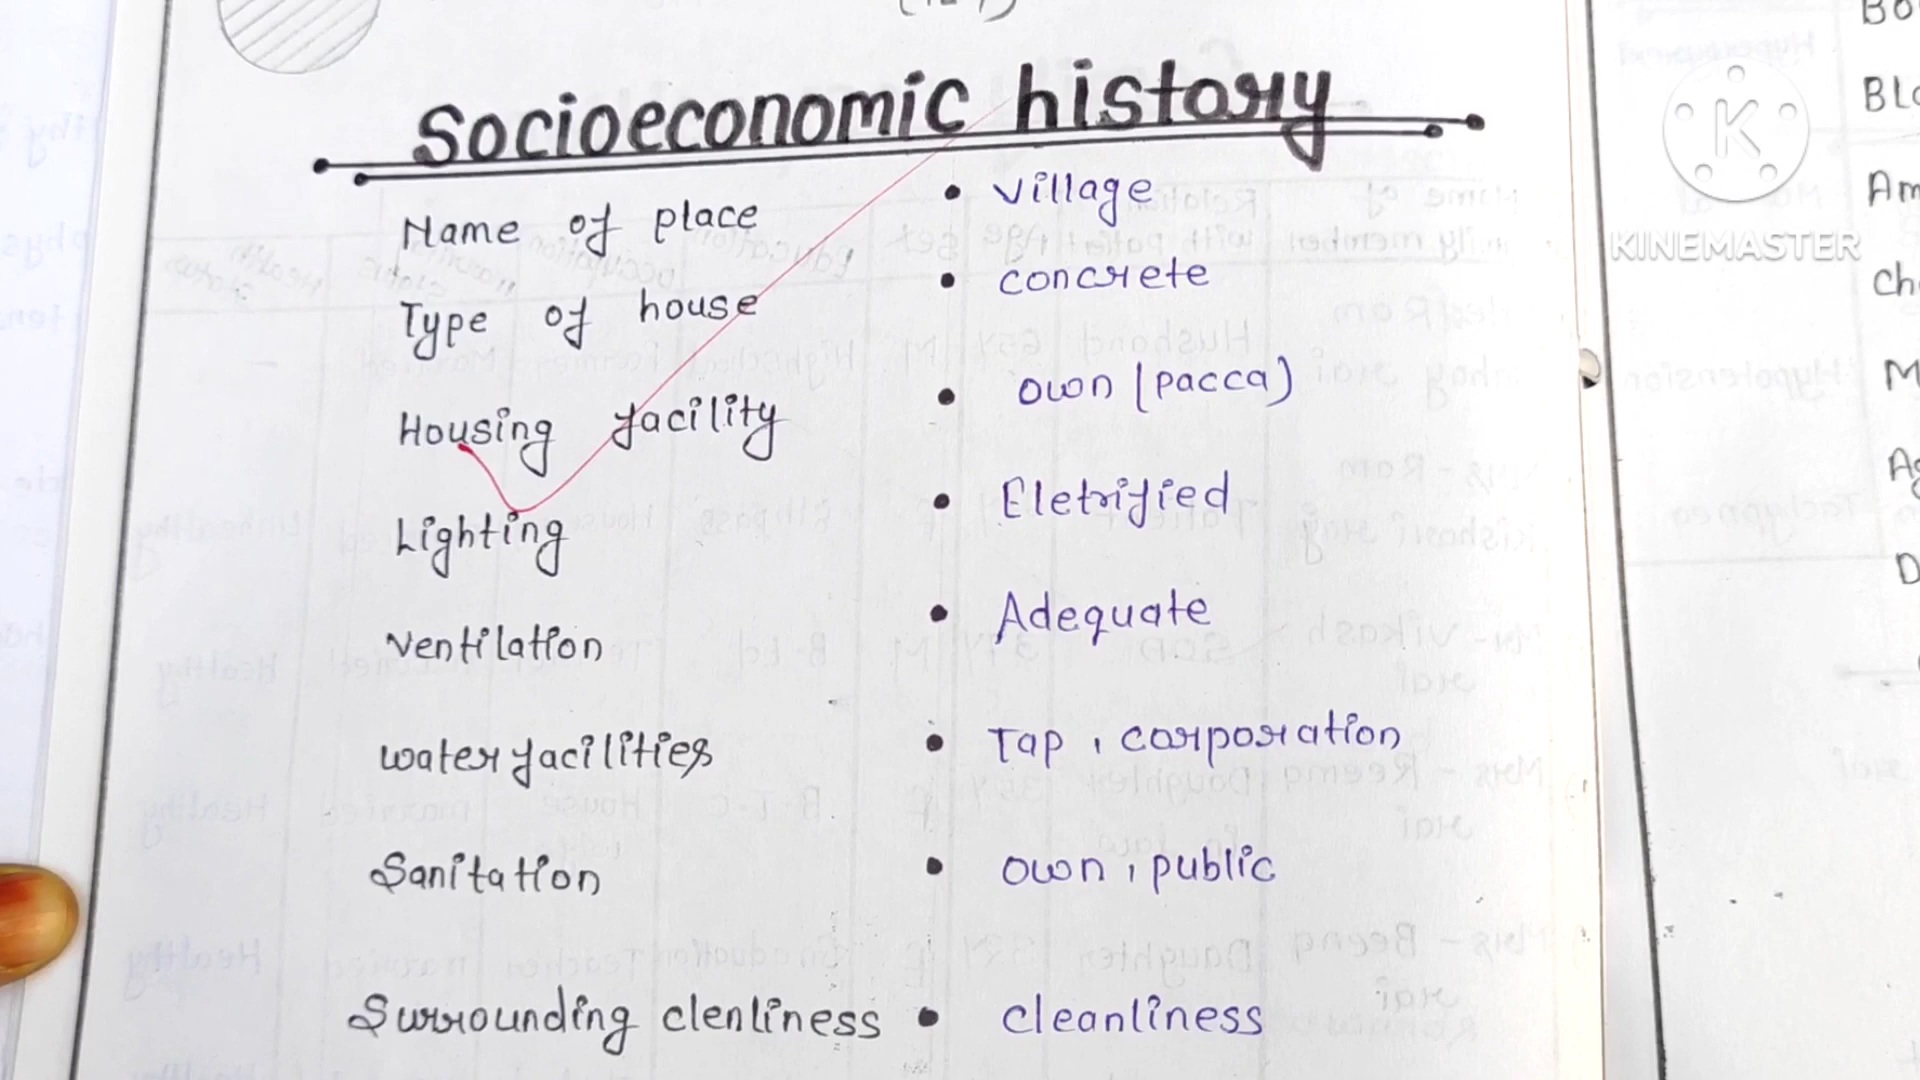 Socioeconomic history
Name of place • village
Type of house • concrete
Housing facility • own (pacca)
Lighting • Eletrified
Ventilation • Adequate
water facilities • Tap, corporation
Sanitation • own, public
Surrounding clenliness • cleanliness
KINEMASTER